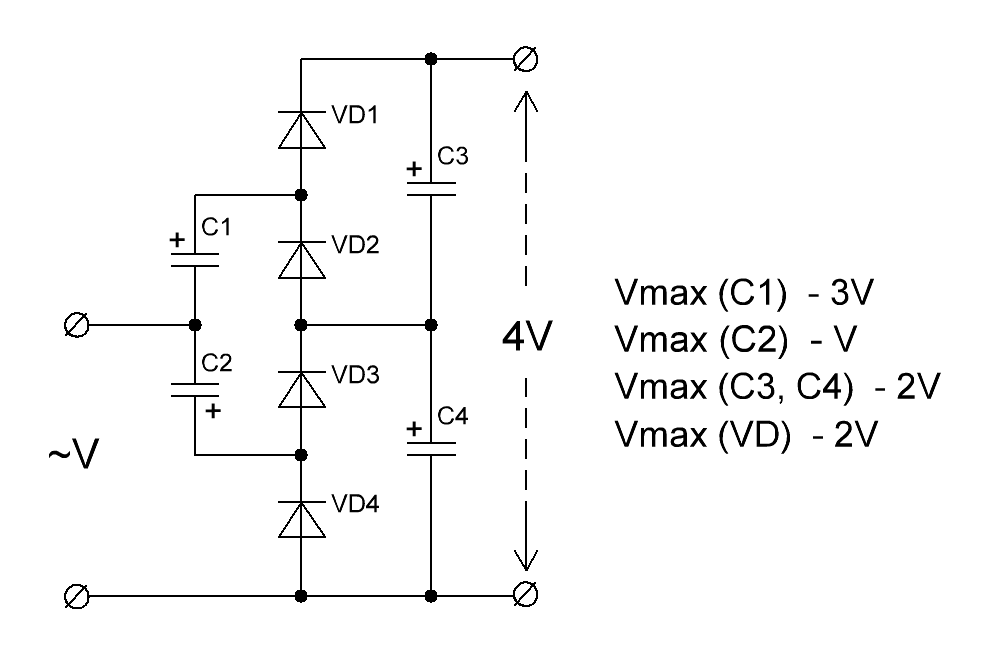 VD1
+ C3
C1
+ VD2
Vmax (C1) - 3V
4V
Vmax (C2) - V
C2
VD3
Vmax (C3, C4) - 2V
+
+ C4
Vmax (VD) - 2V
~V
VD4